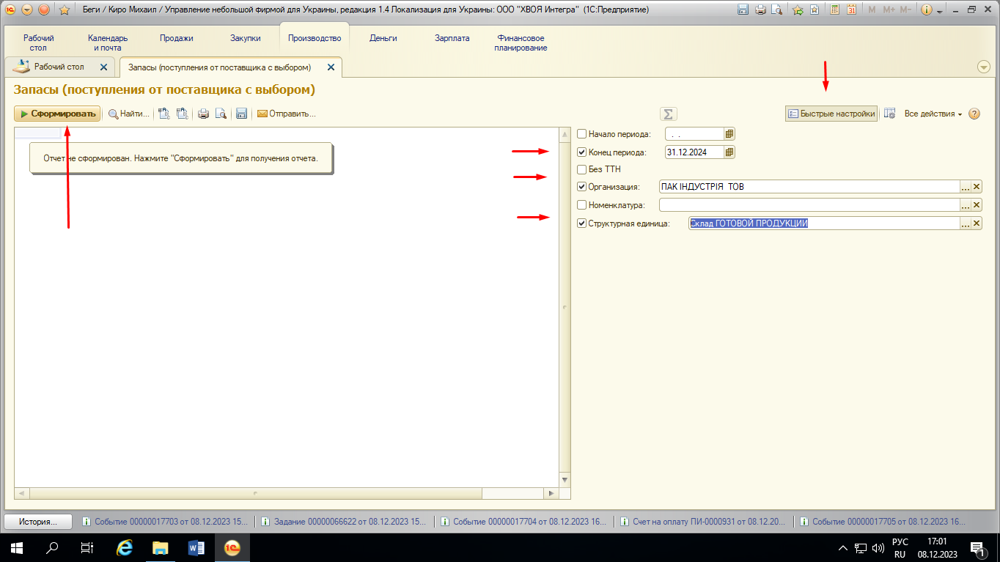 Беги / Киро Михаил / Управление небольшой фирмой для Украины, редакция 1.4 Локализация для Украины: ООО "ХВОЯ Интегра" (1С:Предприятие)
M M+ M-
Рабочий стол
Календарь и почта
Продажи
Закупки
Производство
Деньги
Зарплата
Финансовое планирование
Рабочий стол
Запасы (поступления от поставщика с выбором)
Запасы (поступления от поставщика с выбором)
Сформировать
Найти...
Отправить...
Σ
Быстрые настройки
Все действия
?
Отчет не сформирован. Нажмите "Сформировать" для получения отчета.
Начало периода: . .
Конец периода: 31.12.2024
Без ТТН
Организация: ПАК ІНДУСТРІЯ ТОВ ...
Номенклатура: ...
Структурная единица: Склад ГОТОВОЙ ПРОДУКЦИИ ...
История...
Событие 00000017703 от 08.12.2023 15...
Задание 00000066622 от 08.12.2023 15...
Событие 00000017704 от 08.12.2023 16...
Счет на оплату ПИ-0000931 от 08.12.20...
Событие 00000017705 от 08.12.2023 16...
РУС
RU
17:01
08.12.2023
1